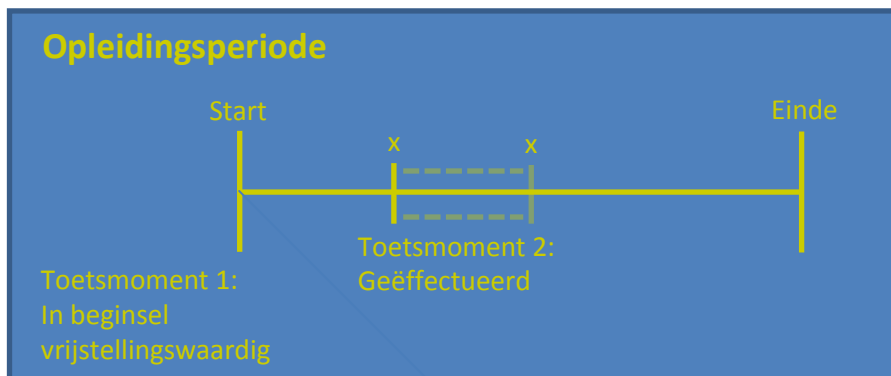 Opleidingsperiode
Start
Einde
x
x
Toetsmoment 1:
In beginsel
vrijstellingswaardig
Toetsmoment 2:
Geëffectueerd